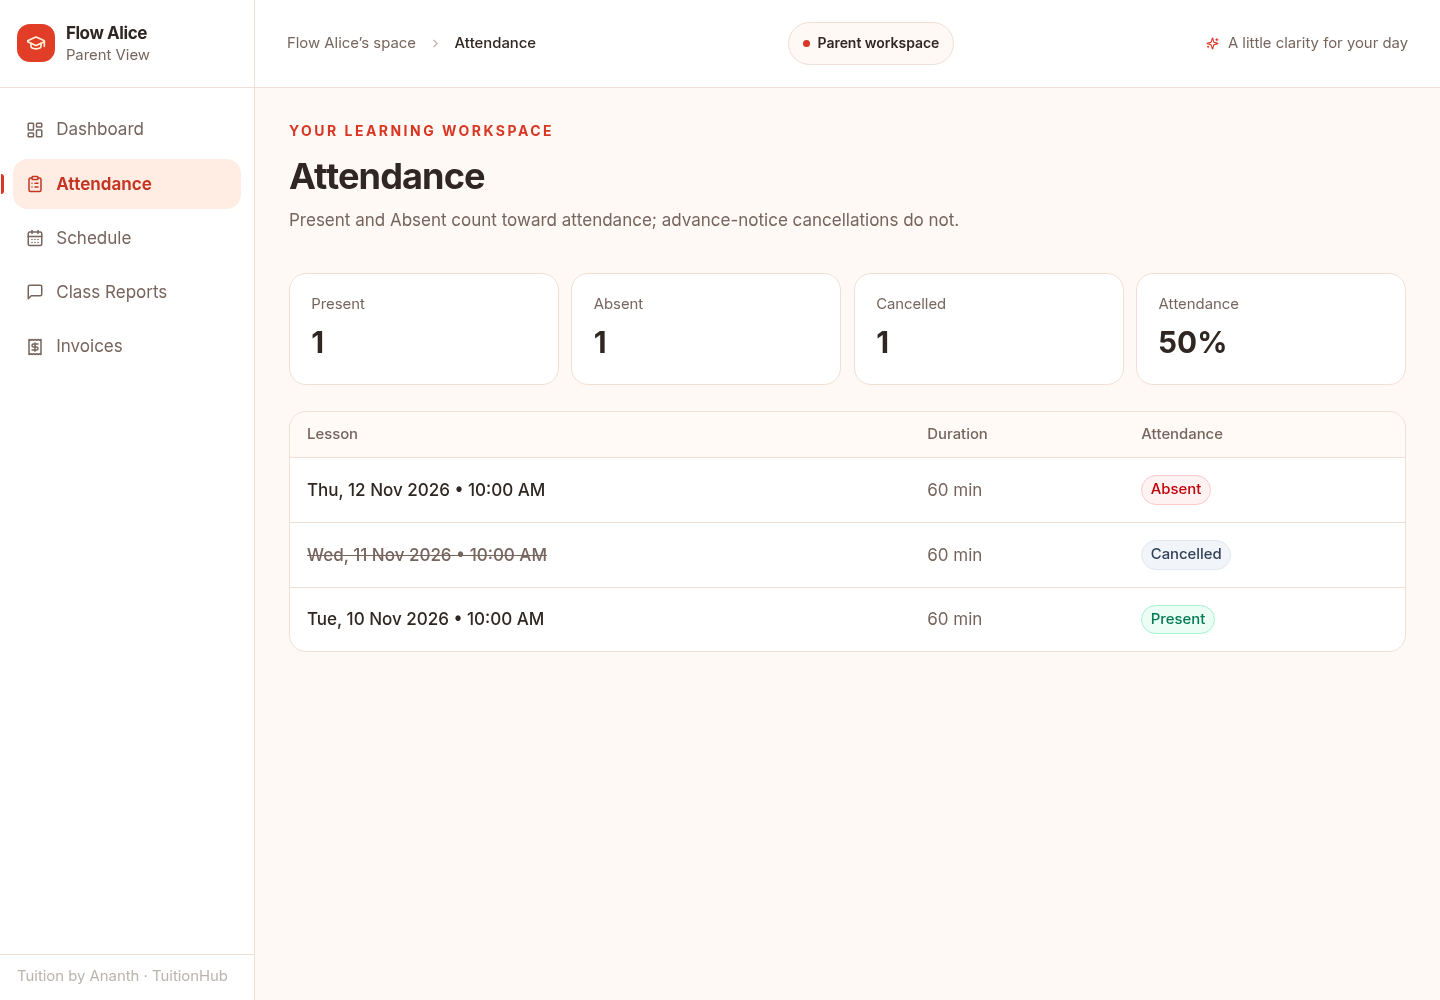 Flow Alice
Parent View
Flow Alice's space > Attendance
Parent workspace
A little clarity for your day
Dashboard
Attendance
Schedule
Class Reports
Invoices
Tuition by Ananth · TuitionHub
YOUR LEARNING WORKSPACE
Attendance
Present and Absent count toward attendance; advance-notice cancellations do not.
Present
1
Absent
1
Cancelled
1
Attendance
50%
Lesson Duration Attendance
Thu, 12 Nov 2026 • 10:00 AM 60 min Absent
Wed, 11 Nov 2026 • 10:00 AM 60 min Cancelled
Tue, 10 Nov 2026 • 10:00 AM 60 min Present